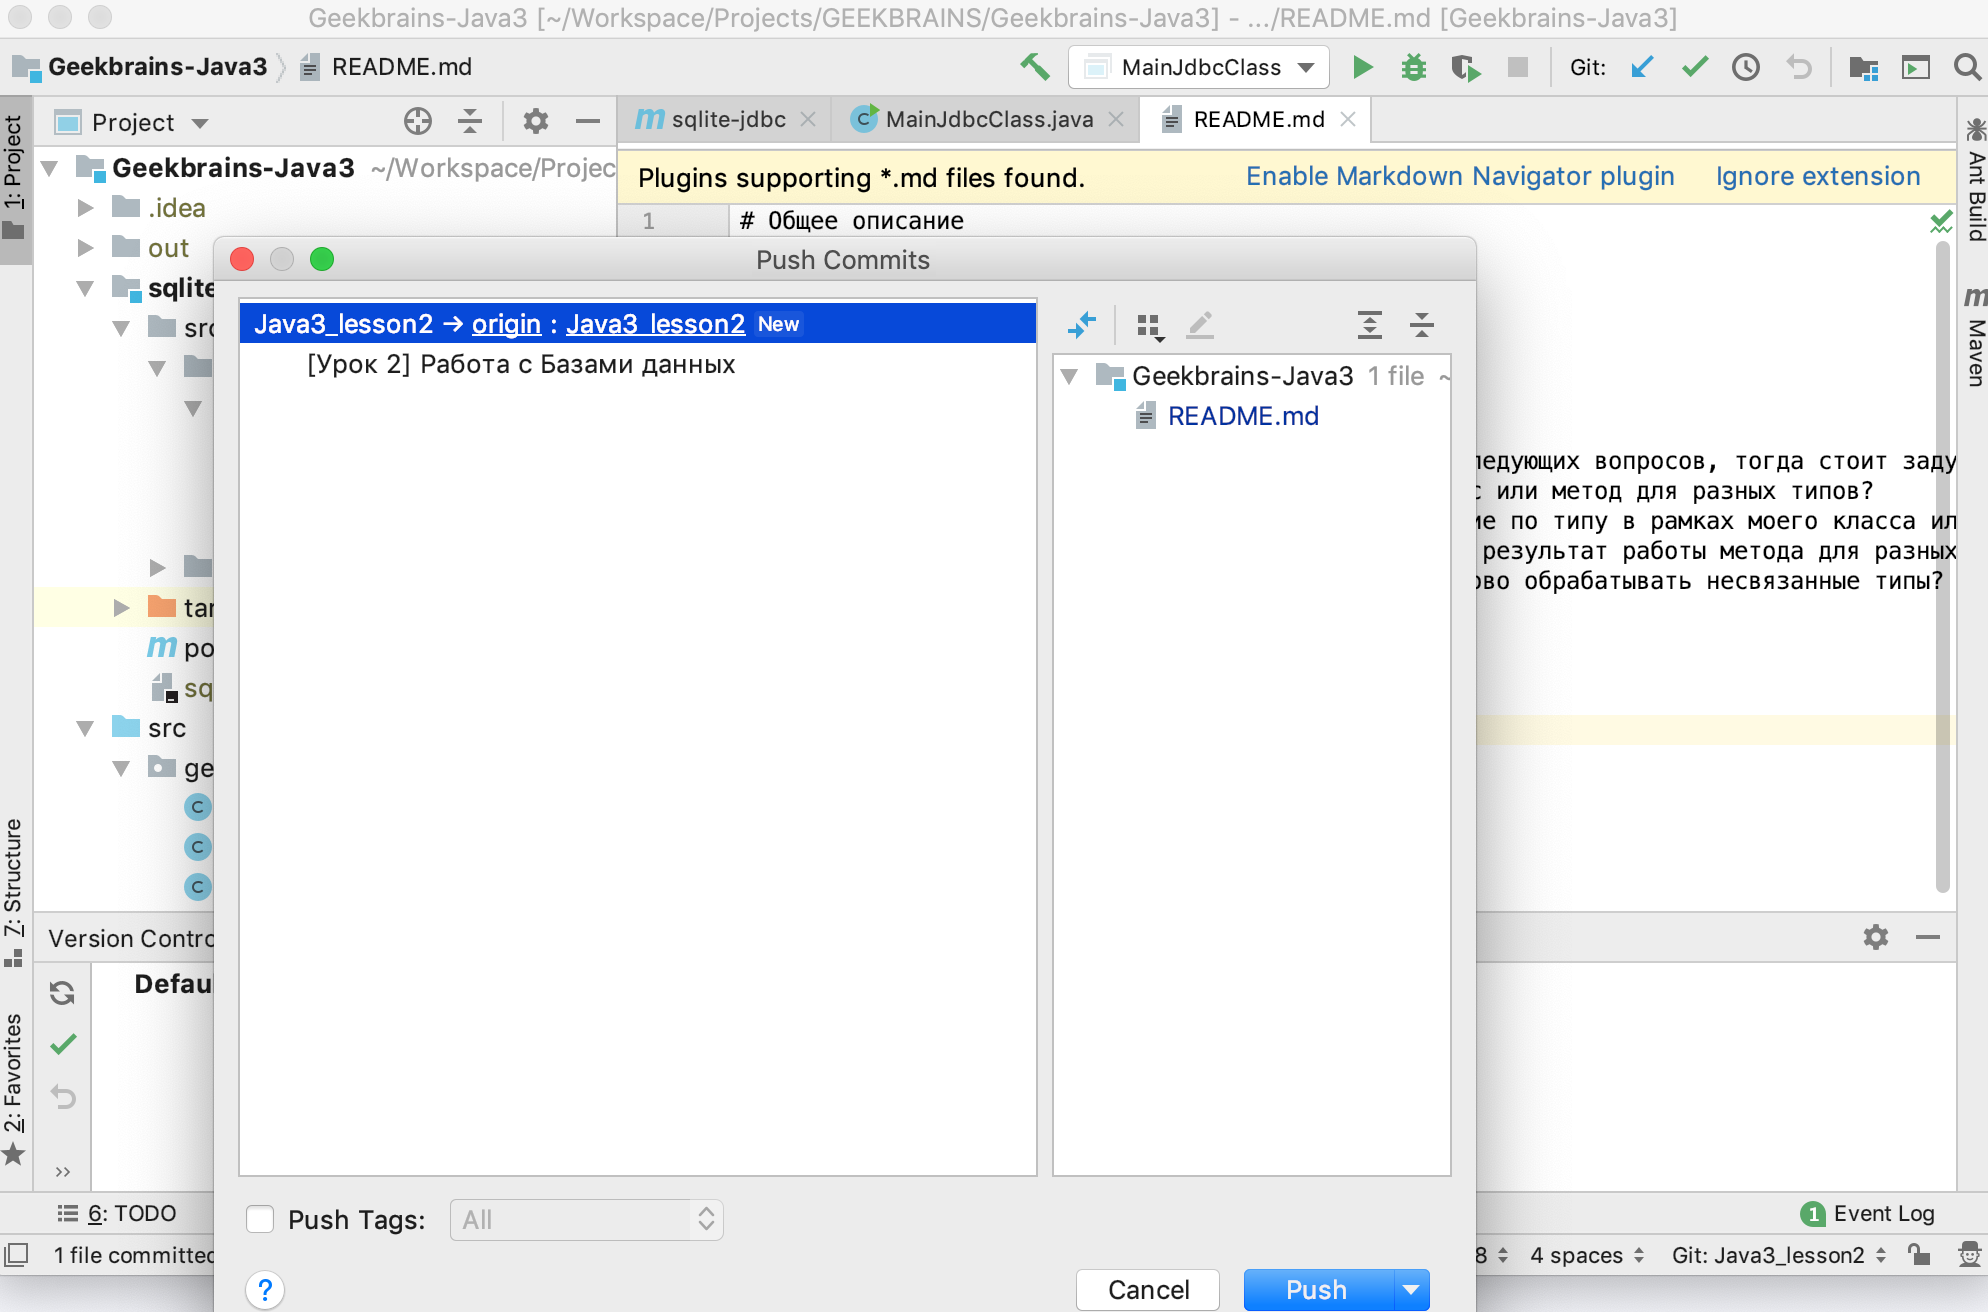 Geekbrains-Java3 [~/Workspace/Projects/GEEKBRAINS/Geekbrains-Java3] - .../README.md [Geekbrains-Java3]
Geekbrains-Java3 README.md
MainJdbcClass
Git:
1: Project
Project
sqlite-jdbc
MainJdbcClass.java
README.md
Geekbrains-Java3 ~/Workspace/Projec
Plugins supporting *.md files found.
Enable Markdown Navigator plugin
Ignore extension
.idea
1
# Общее описание
Ant Build
out
Push Commits
sqlite
Java3_lesson2 → origin : Java3_lesson2 New
src
[Урок 2] Работа с Базами данных
Geekbrains-Java3 1 file ~
README.md
m Maven
ледующих вопросов, тогда стоит заду
с или метод для разных типов?
ие по типу в рамках моего класса ил
результат работы метода для разных
ово обрабатывать несвязанные типы?
tar
m po
sq
src
ge
C
C
C
7: Structure
Version Contro
Defau
2: Favorites
>>
6: TODO
Push Tags:
All
1 Event Log
1 file committed
8
4 spaces
Git: Java3_lesson2
?
Cancel
Push